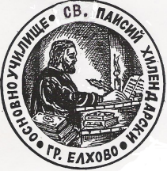 ОСНОВНО УЧИЛИЩЕ • СВ. ПАИСИЙ ХИЛЕНДАРСКИ
• ГР. ЕЛХОВО •